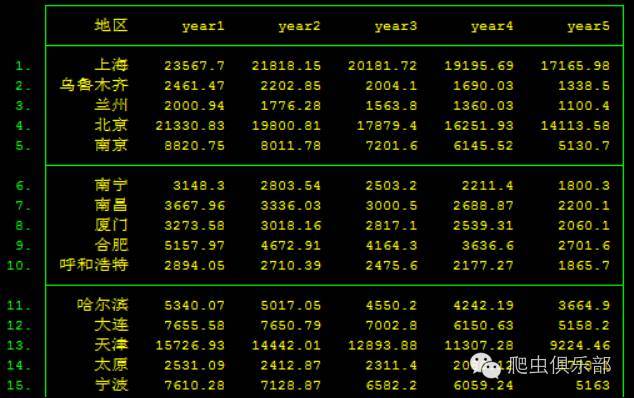 地区 year1 year2 year3 year4 year5
1. 上海 23567.7 21818.15 20181.72 19195.69 17165.98
2. 乌鲁木齐 2461.47 2202.85 2004.1 1690.03 1338.5
3. 兰州 2000.94 1776.28 1563.8 1360.03 1100.4
4. 北京 21330.83 19800.81 17879.4 16251.93 14113.58
5. 南京 8820.75 8011.78 7201.6 6145.52 5130.7
6. 南宁 3148.3 2803.54 2503.2 2211.4 1800.3
7. 南昌 3667.96 3336.03 3000.5 2688.87 2200.1
8. 厦门 3273.58 3018.16 2817.1 2539.31 2060.1
9. 合肥 5157.97 4672.91 4164.3 3636.6 2701.6
10. 呼和浩特 2894.05 2710.39 2475.6 2177.27 1865.7
11. 哈尔滨 5340.07 5017.05 4550.2 4242.19 3664.9
12. 大连 7655.58 7650.79 7002.8 6150.63 5158.2
13. 天津 15726.93 14442.01 12893.88 11307.28 9224.46
14. 太原 2531.09 2412.87 2311.4
15. 宁波 7610.28 7128.87 6582.2 6059.24 5163
爬虫俱乐部